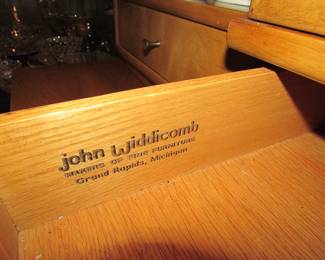 john widdicomb
MAKERS OF FINE FURNITURE
Grand Rapids, Michigan